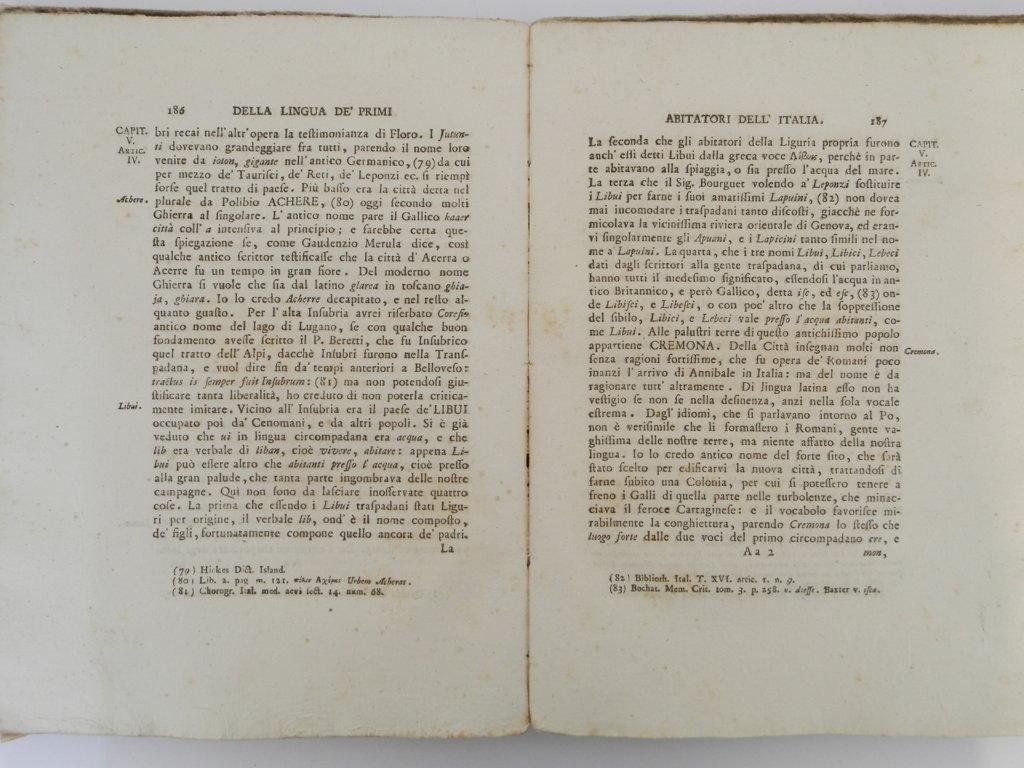 186 DELLA LINGUA DE' PRIMI
CAPIT.
V.
ARTIC.
IV.
bri recai nell'altr'opera la teſtimonianza di Floro. I Jutun-
ti dovevano grandeggiare fra tutti, parendo il nome loro
venire da ioton, gigante nell'antico Germanico, (79) da cui
per mezzo de' Tauriſci, de' Reti, de' Leponzj ec. ſi riempì
forſe quel tratto di paeſe. Più baſſo era la città detta nel
Achere.
plurale da Polibio ACHERE, (80) oggi ſecondo molti
Ghierra al ſingolare. L'antico nome pare il Gallico kaaer
città coll'a intenſiva al principio; e ſarebbe certa que-
ſta ſpiegazione ſe, come Gaudenzio Merula dice, così
qualche antico ſcrittor teſtificaſſe che la città d'Acerra o
Acerre fu un tempo in gran fiore. Del moderno nome
Ghierra ſi vuole che ſia dal latino glarea in toſcano ghia-
ja, ghiara. Io lo credo Acherre decapitato, e nel reſto al-
quanto guaſto. Per l'alta Inſubria avrei riſerbato Coreſio
antico nome del lago di Lugano, ſe con qualche buon
fondamento aveſſe ſcritto il P. Beretti, che fu Inſubrico
quel tratto dell'Alpi, dacchè Inſubri furono nella Tranſ-
padana, e vuol dire fin da' tempi anteriori a Belloveſo:
tractus is ſemper fuit Inſubrum: (81) ma non potendoſi giu-
ſtificare tanta liberalità, ho creduto di non poterla critica-
Libui.
mente imitare. Vicino all'Inſubria era il paeſe de' LIBUI
occupato poi da' Cenomani, e da altri popoli. Si è già
veduto che ui in lingua circompadana era acqua, e che
lib era verbale di liban, cioè vivere, abitare: appena Li-
bui può eſſere altro che abitanti preſſo l'acqua, cioè preſſo
alla gran palude, che tanta parte ingombrava delle noſtre
campagne. Qui non ſono da laſciare inoſſervate quattro
coſe. La prima che eſſendo i Libui traſpadani ſtati Ligu-
ri per origine, il verbale lib, ond'è il nome compoſto,
de' figli, fortunatamente compone quello ancora de' padri.
La
(79) Hickes Dict. Island.
(80) Lib. 2. pag m. 121. Urbem Acheras.
(81) Chorogr. Ital. med. aevi ſect. 14. num. 68.
ABITATORI DELL' ITALIA. 187
CAPIT.
V.
ARTIC.
IV.
La ſeconda che gli abitatori della Liguria propria furono
anch'eſſi detti Libui dalla greca voce perchè in par-
te abitavano alla ſpiaggia, o ſia preſſo l'acqua del mare.
La terza che il Sig. Bourguet volendo a' Leponzj ſoſtituire
i Libui per farne i ſuoi amatiſſimi Lapuini, (82) non dovea
mai incomodare i traſpadani tanto diſcoſti, giacchè ne for-
micolava la viciniſſima riviera orientale di Genova, ed eran-
vi ſingolarmente gli Apuani, e i Lapicini tanto ſimili nel no-
me a' Lapuini. La quarta, che i tre nomi Libui, Libici, Lebeci
dati dagli ſcrittori alla gente traſpadana, di cui parliamo,
hanno tutti il medeſimo ſignificato, eſſendoſi l'acqua in an-
tico Britannico, e però Gallico, detta iſc, ed eſc, (83) on-
de Libiſci, e Libeſci, o con poc'altro che la ſoppreſſione
del ſibilo, Libici, e Lebeci vale preſſo l'acqua abitanti, co-
me Libui. Alle paluſtri terre di queſto antichiſſimo popolo
Cremona.
appartiene CREMONA. Della Città inſegnan molti non
ſenza ragioni fortiſſime, che fu opera de' Romani poco
inanzi l'arrivo di Annibale in Italia: ma del nome è da
ragionare tutt'altramente. Di lingua latina eſſo non ha
veſtigio ſe non ſe nella deſinenza, anzi nella ſola vocale
eſtrema. Dagl'idiomi, che ſi parlavano intorno al Po,
non è veriſimile che li formaſſero i Romani, gente va-
ghiſſima delle noſtre terre, ma niente affatto della noſtra
lingua. Io lo credo antico nome del forte ſito, che ſarà
ſtato ſcelto per edificarvi la nuova città, trattandoſi di
farne ſubito una Colonia, per cui ſi poteſſero tenere a
freno i Galli di quella parte nelle turbolenze, che minac-
ciava il feroce Cartagineſe: e il vocabolo favoriſce mi-
rabilmente la conghiettura, parendo Cremona lo ſteſſo che
luogo forte dalle due voci del primo circompadano cre, e
A a 2 mon,
(82) Biblioth. Ital. T. XVI. artic. 1. n. 9.
(83) Bochat. Mem. Crit. tom. 3. p. 258. v. Baxter v. iſca.